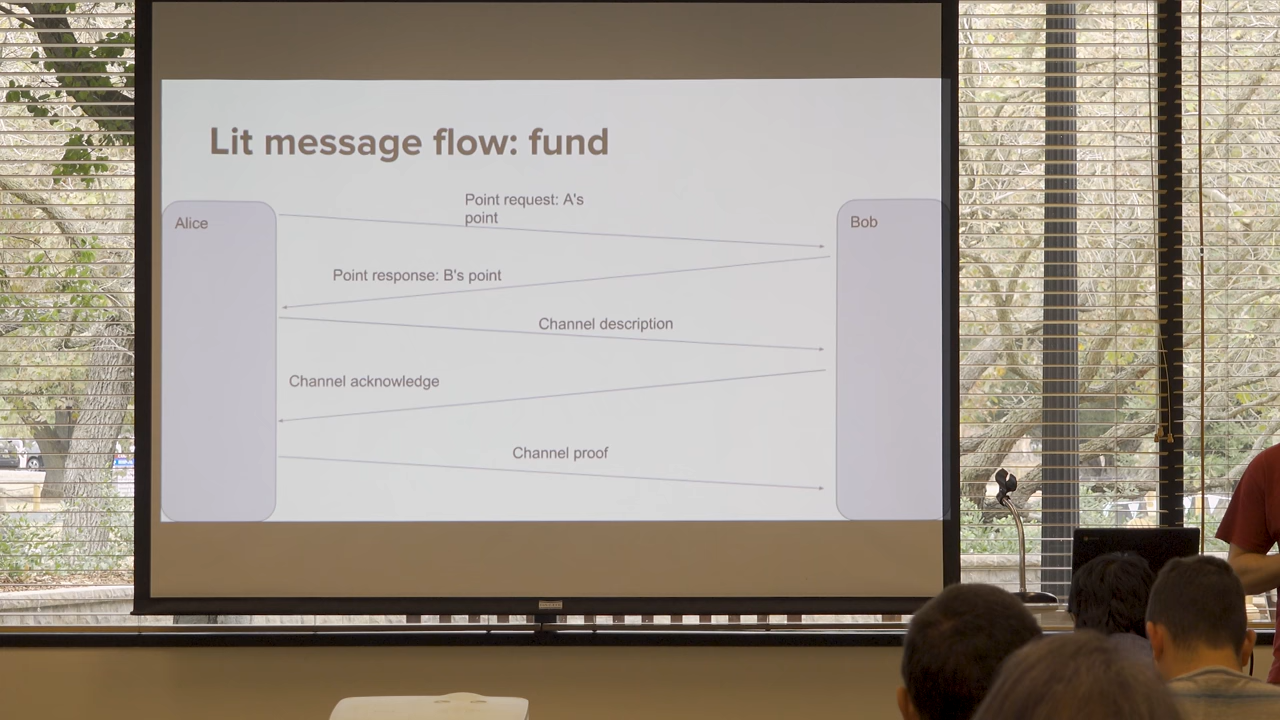 Lit message flow: fund
Point request: A's
point
Alice
Bob
Point response: B's point
Channel description
Channel acknowledge
Channel proof